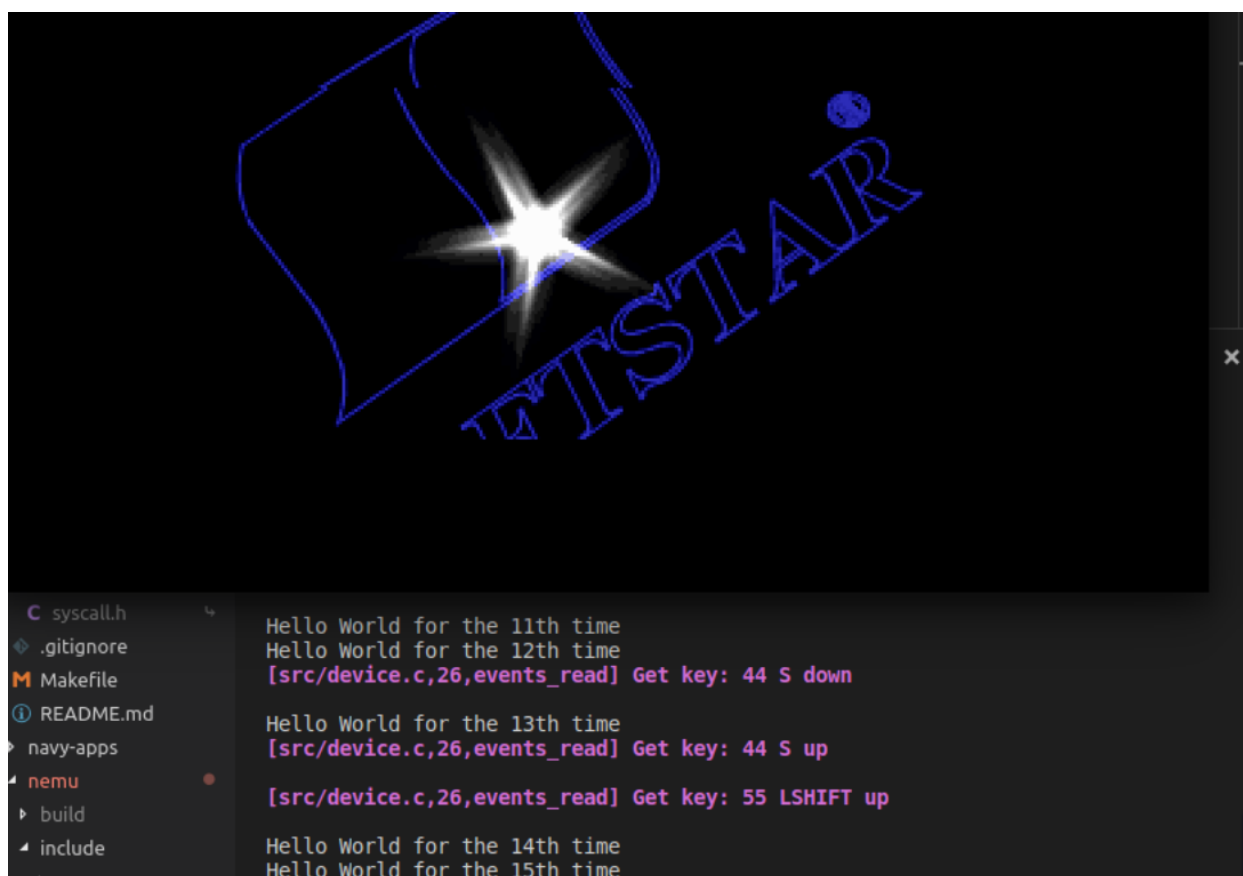 FTSTAR
C syscall.h
.gitignore
M Makefile
README.md
navy-apps
nemu
build
include
Hello World for the 11th time
Hello World for the 12th time
[src/device.c,26,events_read] Get key: 44 S down
Hello World for the 13th time
[src/device.c,26,events_read] Get key: 44 S up
[src/device.c,26,events_read] Get key: 55 LSHIFT up
Hello World for the 14th time
Hello World for the 15th time